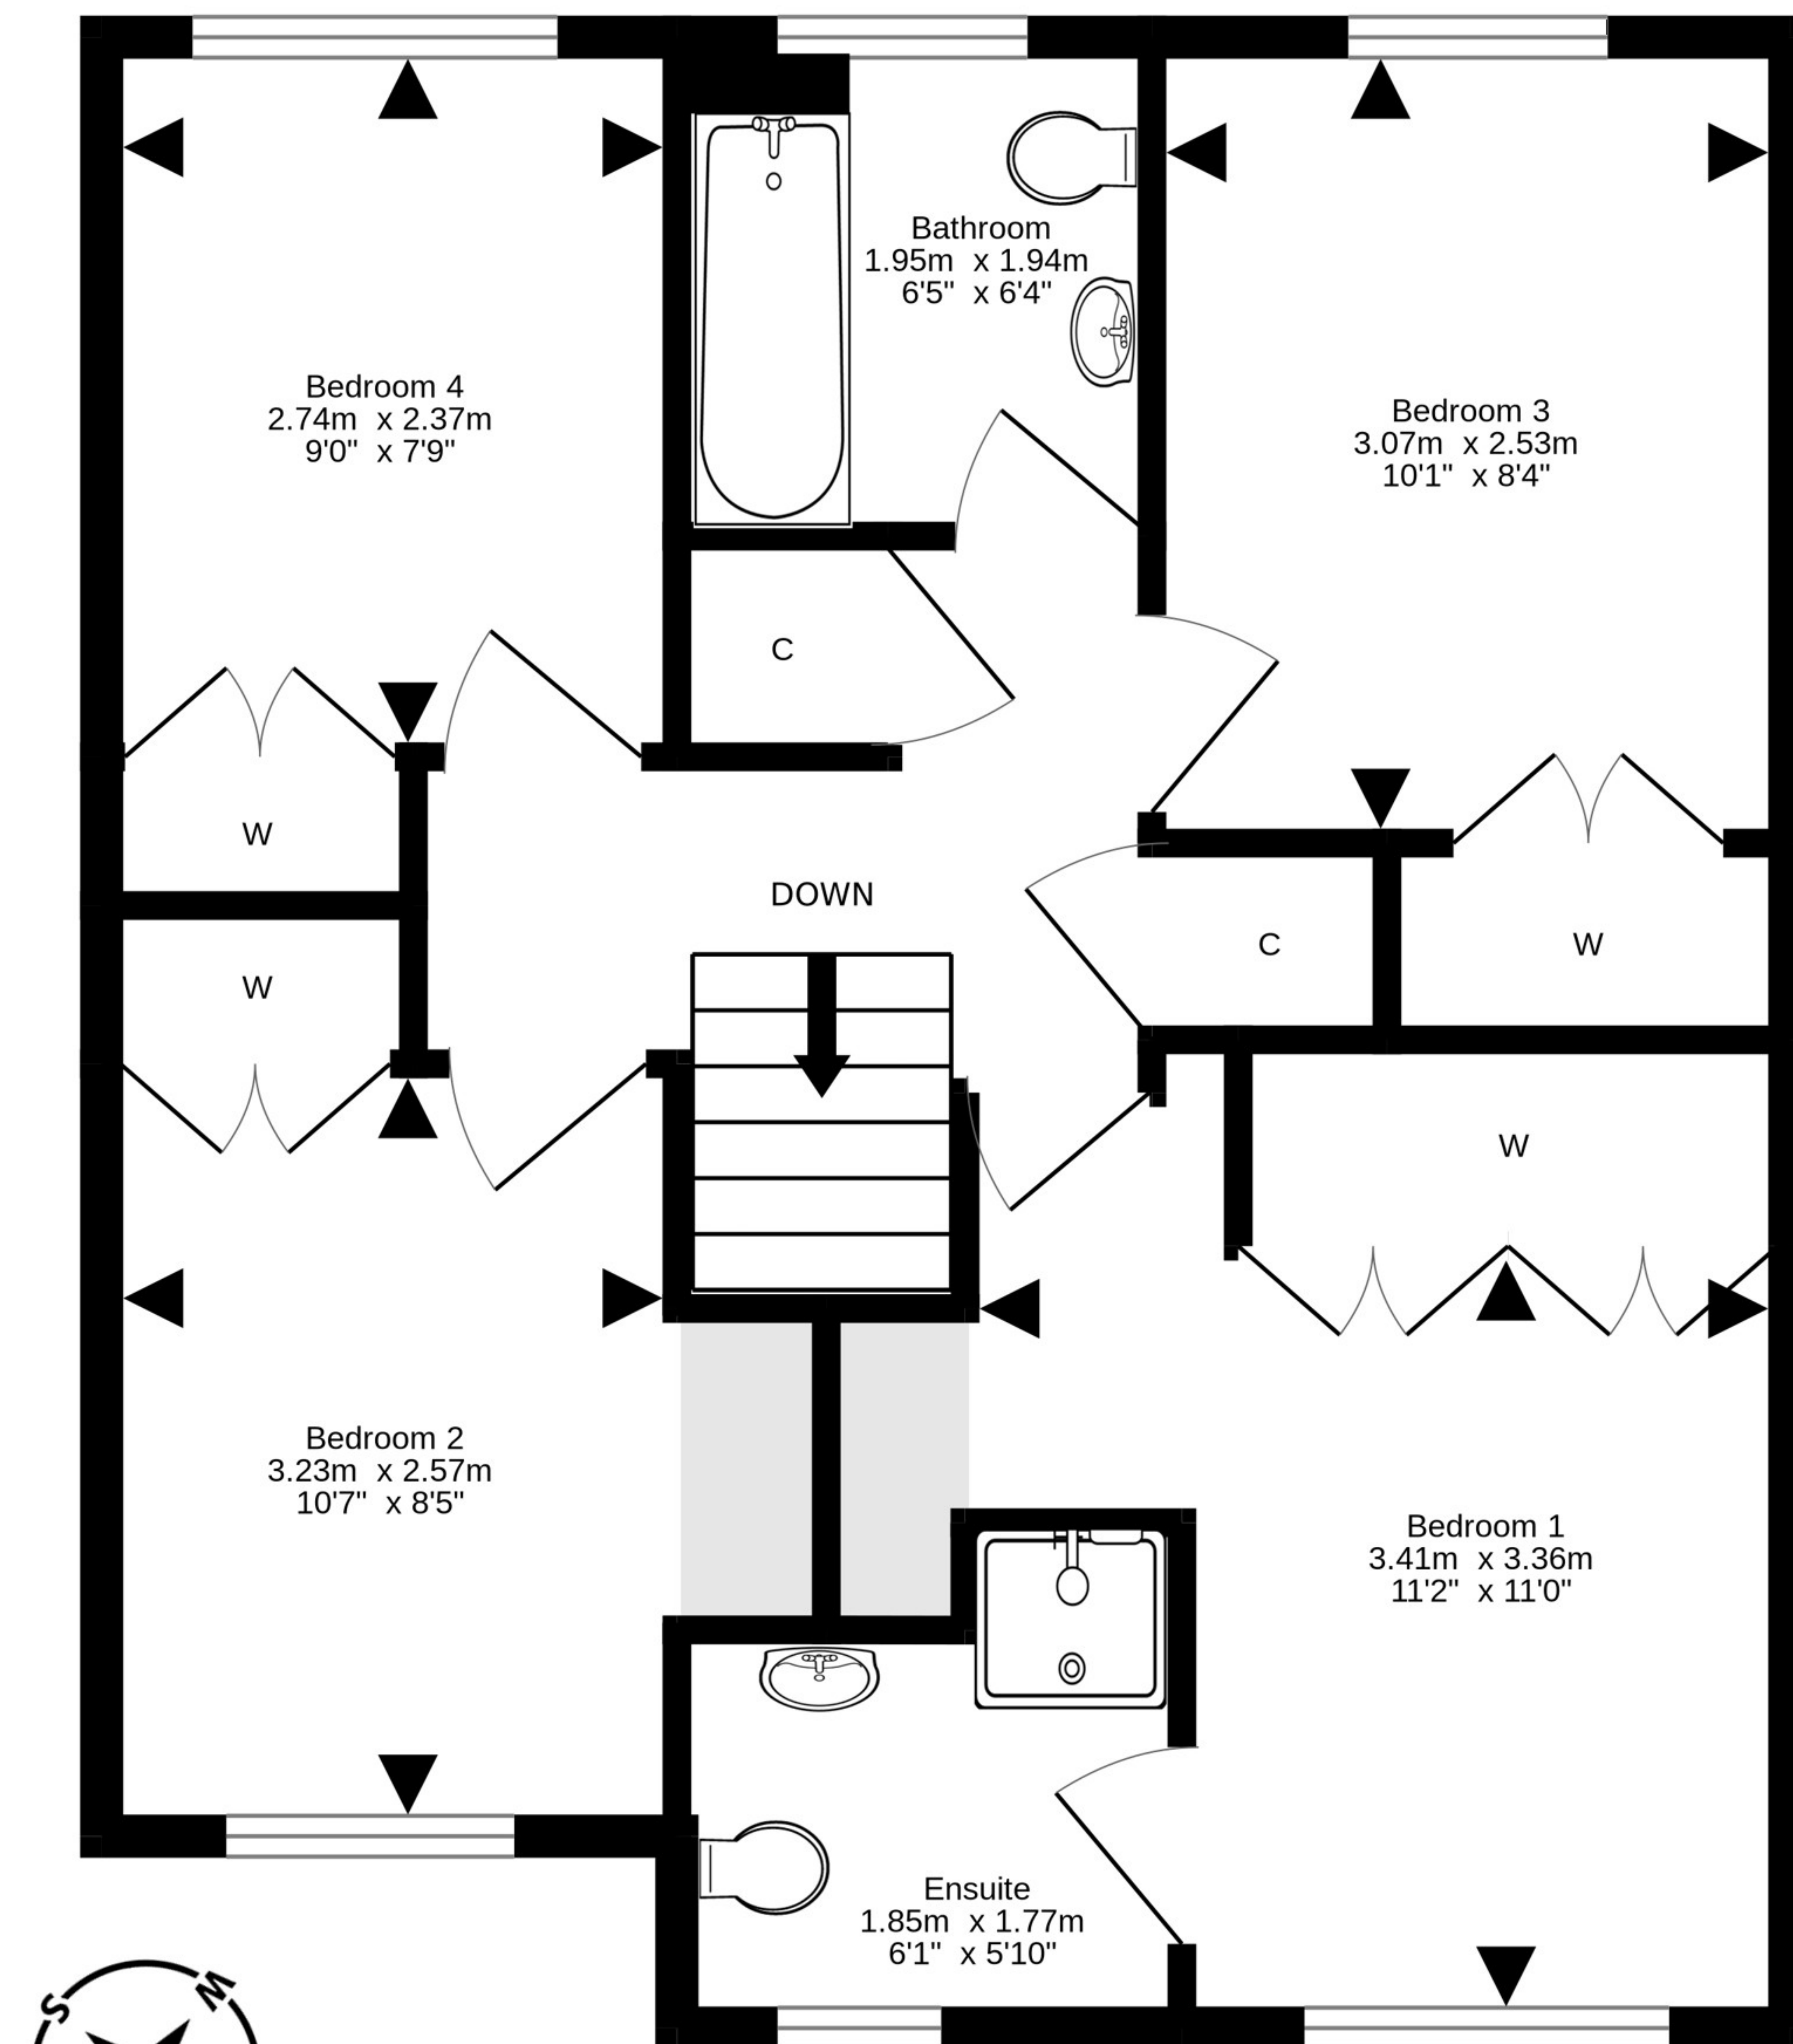 Bathroom
1.95m x 1.94m
6'5" x 6'4"
Bedroom 4
2.74m x 2.37m
9'0" x 7'9"
Bedroom 3
3.07m x 2.53m
10'1" x 8'4"
C
W
DOWN
C
W
W
W
Bedroom 2
3.23m x 2.57m
10'7" x 8'5"
Bedroom 1
3.41m x 3.36m
11'2" x 11'0"
Ensuite
1.85m x 1.77m
6'1" x 5'10"
S
W